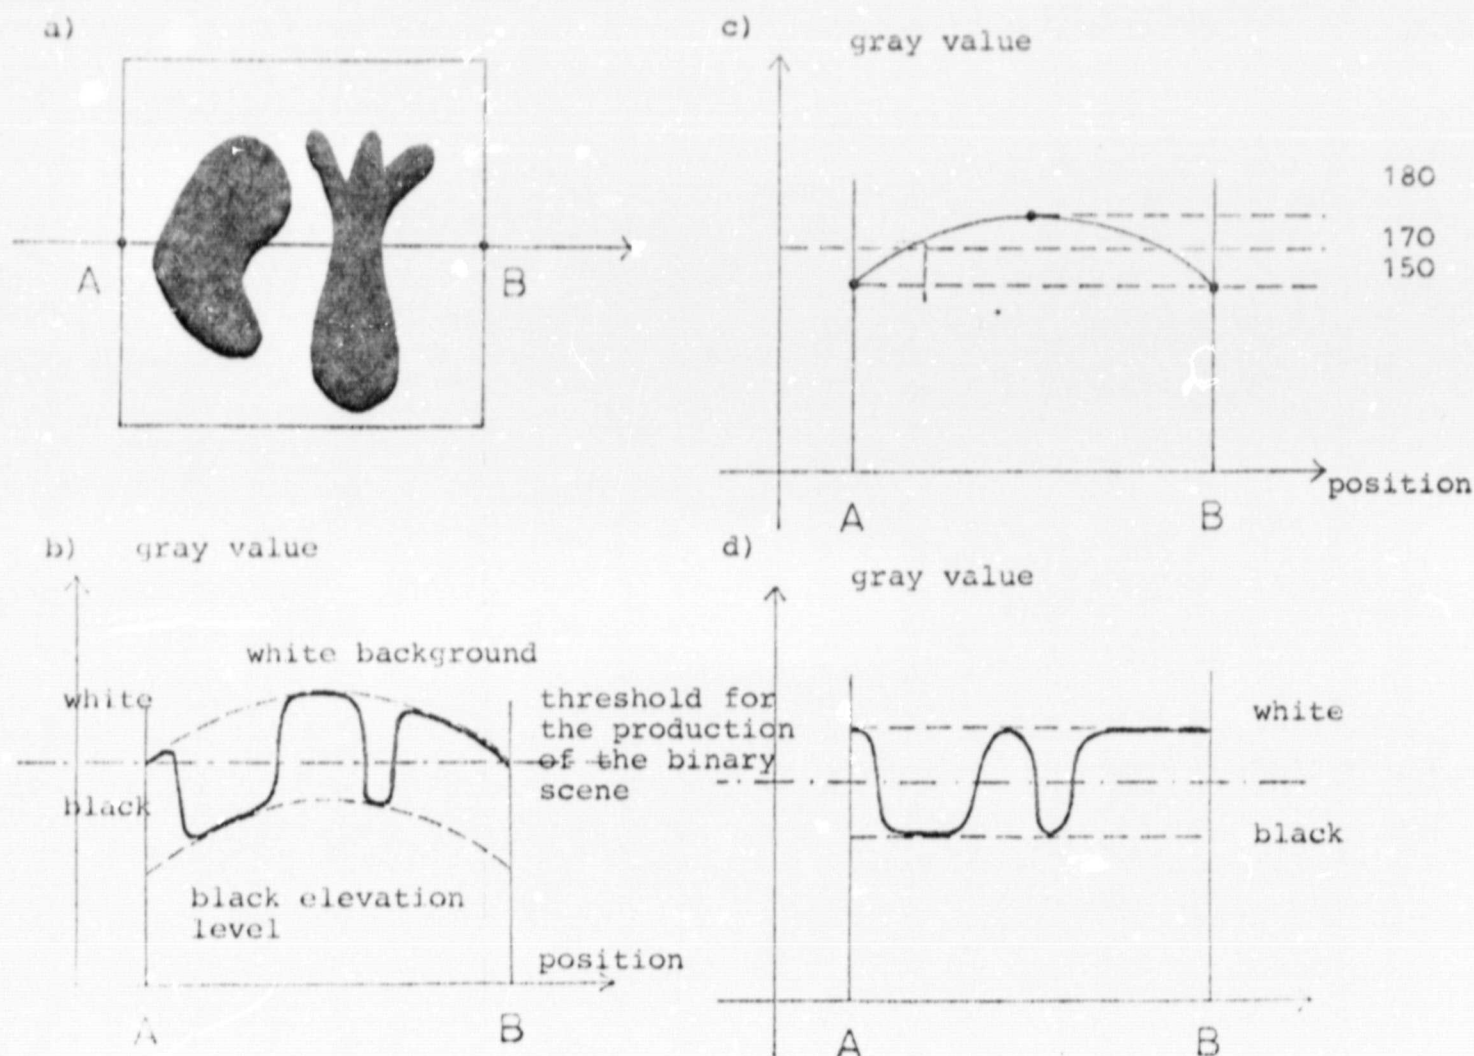 a)
A
B
c)
gray value
180
170
150
position
A
B
b) gray value
white background
white
threshold for
the production
of the binary
scene
black
black elevation
level
position
A
B
d)
gray value
white
black
A
B